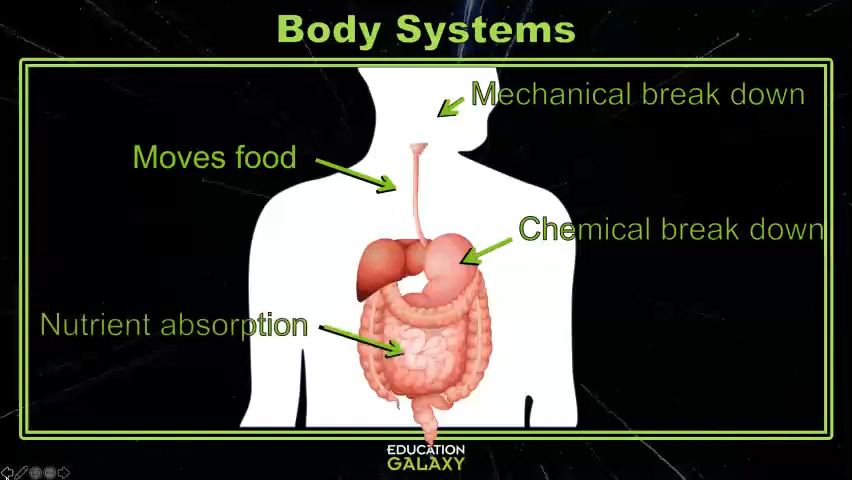 Body Systems
Mechanical break down
Moves food
Chemical break down
Nutrient absorption
EDUCATION
GALAXY